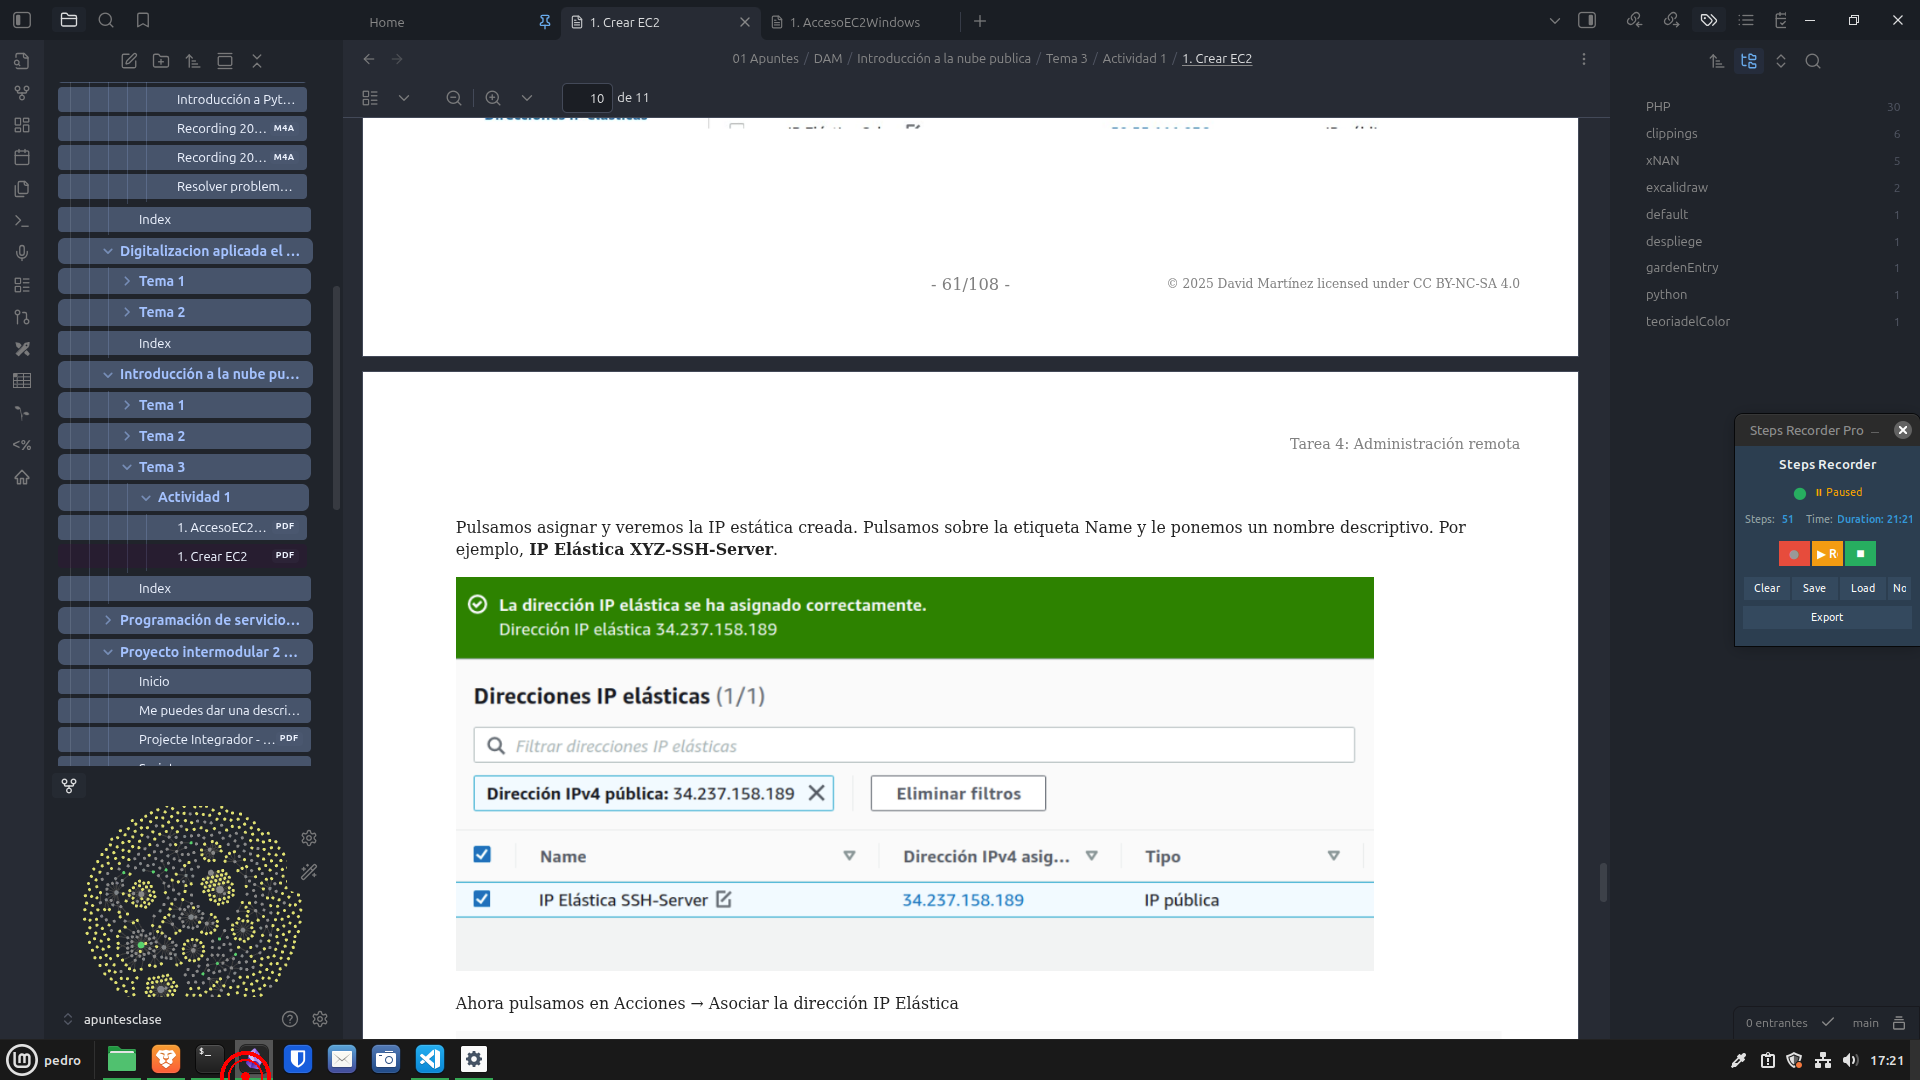 Home
1. Crear EC2
1. AccesoEC2Windows
01 Apuntes / DAM / Introducción a la nube publica / Tema 3 / Actividad 1 / 1. Crear EC2
10 de 11
Introducción a Pyt...
Recording 20... M4A
Recording 20... M4A
Resolver problem...
Index
Digitalizacion aplicada el ...
Tema 1
Tema 2
Index
Introducción a la nube pu...
Tema 1
Tema 2
Tema 3
Actividad 1
1. AccesoEC2... PDF
1. Crear EC2 PDF
Index
Programación de servicio...
Proyecto intermodular 2 ...
Inicio
Me puedes dar una descri...
Projecte Integrador - ... PDF
apuntesclase
- 61/108 -
© 2025 David Martínez licensed under CC BY-NC-SA 4.0
Tarea 4: Administración remota
Pulsamos asignar y veremos la IP estática creada. Pulsamos sobre la etiqueta Name y le ponemos un nombre descriptivo. Por
ejemplo, IP Elástica XYZ-SSH-Server.
La dirección IP elástica se ha asignado correctamente.
Dirección IP elástica 34.237.158.189
Direcciones IP elásticas (1/1)
Filtrar direcciones IP elásticas
Dirección IPv4 pública: 34.237.158.189
Eliminar filtros
Name Dirección IPv4 asig... Tipo
IP Elástica SSH-Server 34.237.158.189 IP pública
Ahora pulsamos en Acciones → Asociar la dirección IP Elástica
PHP 30
clippings 6
xNAN 5
excalidraw 2
default 1
despliege 1
gardenEntry 1
python 1
teoriadelColor 1
Steps Recorder Pro
Steps Recorder
Paused
Steps: 51 Time: Duration: 21:21
R
Clear Save Load No
Export
0 entrantes main
pedro
17:21